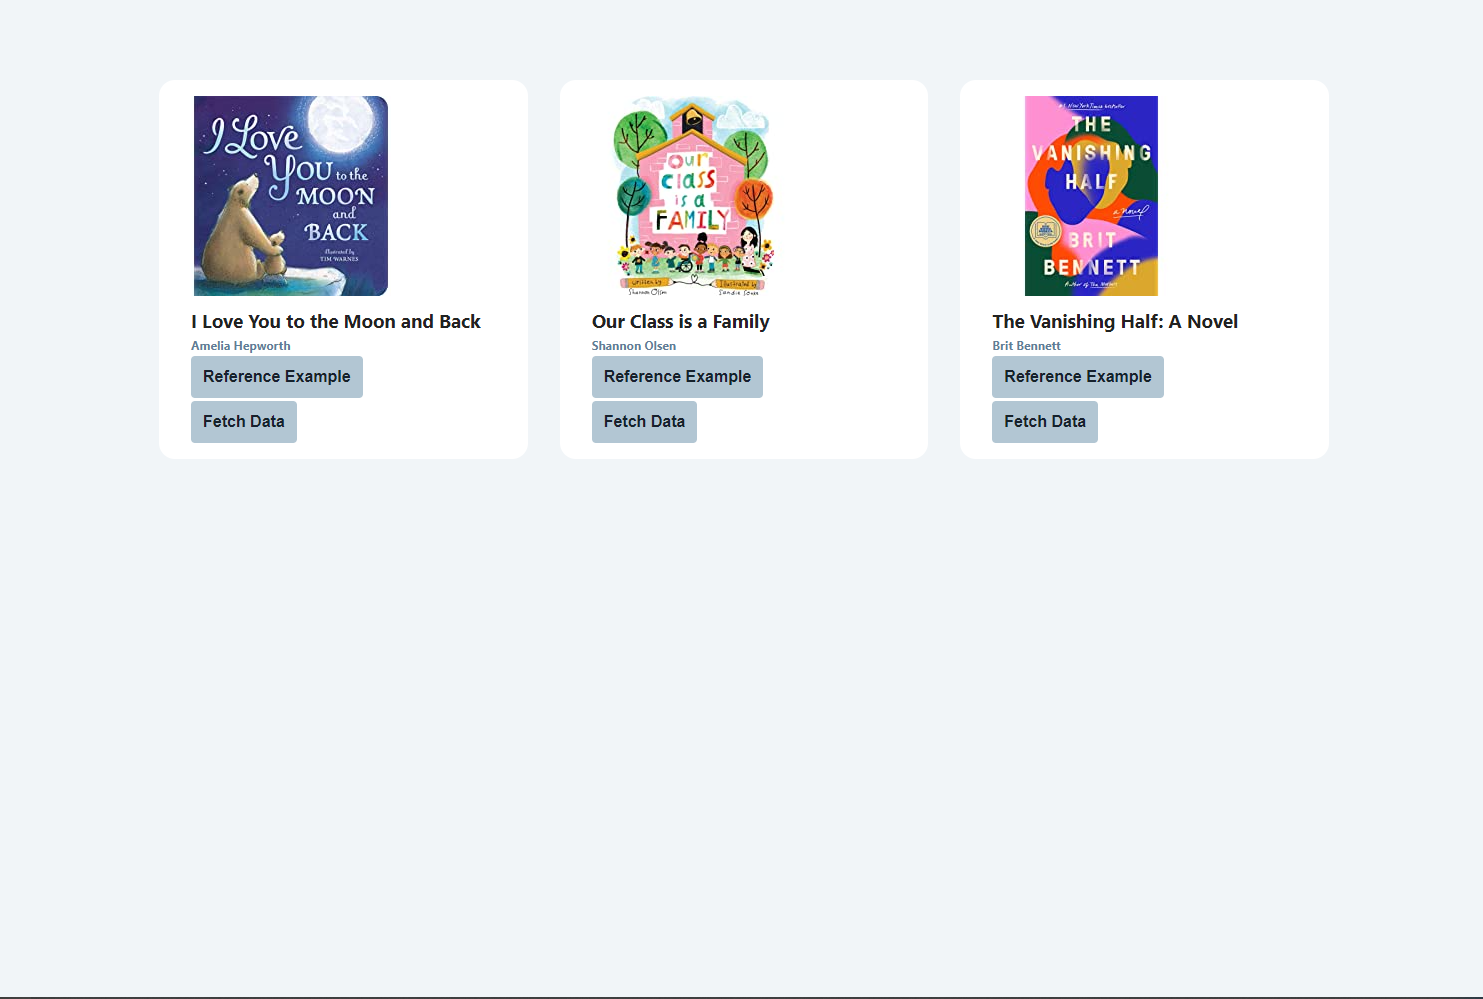 I Love
You to the
MOON
and
BACK
Illustrated by
TIM WARNES
I Love You to the Moon and Back
Amelia Hepworth
Reference Example
Fetch Data
Our
class
is a
FAMILY
written by
Shannon Olsen
Illustrated by
Sandie Sonke
Our Class is a Family
Shannon Olsen
Reference Example
Fetch Data
#1 New York Times bestseller
THE
VANISHING
HALF
a novel
BRIT
BENNETT
Author of The Mothers
The Vanishing Half: A Novel
Brit Bennett
Reference Example
Fetch Data